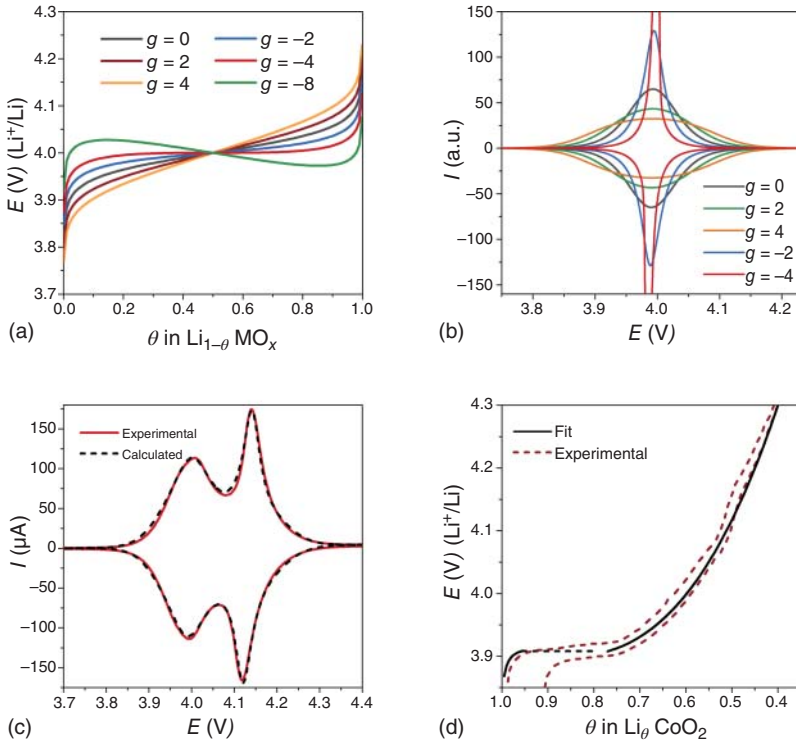 4.3
4.2
4.1
4.0
3.9
3.8
3.7
E (V) (Li⁺/Li)
g = 0
g = 2
g = 4
g = −2
g = −4
g = −8
0.0 0.2 0.4 0.6 0.8 1.0
(a)
θ in Li₁₋θ MOₓ
150
100
50
0
−50
−100
−150
I (a.u.)
g = 0
g = 2
g = 4
g = −2
g = −4
3.8 3.9 4.0 4.1 4.2
(b)
E (V)
150
100
50
0
−50
−100
−150
I (µA)
Experimental
Calculated
3.7 3.8 3.9 4.0 4.1 4.2 4.3 4.4
(c)
E (V)
4.3
4.2
4.1
4.0
3.9
E (V) (Li⁺/Li)
Fit
Experimental
1.0 0.9 0.8 0.7 0.6 0.5 0.4
(d)
θ in Liθ CoO₂